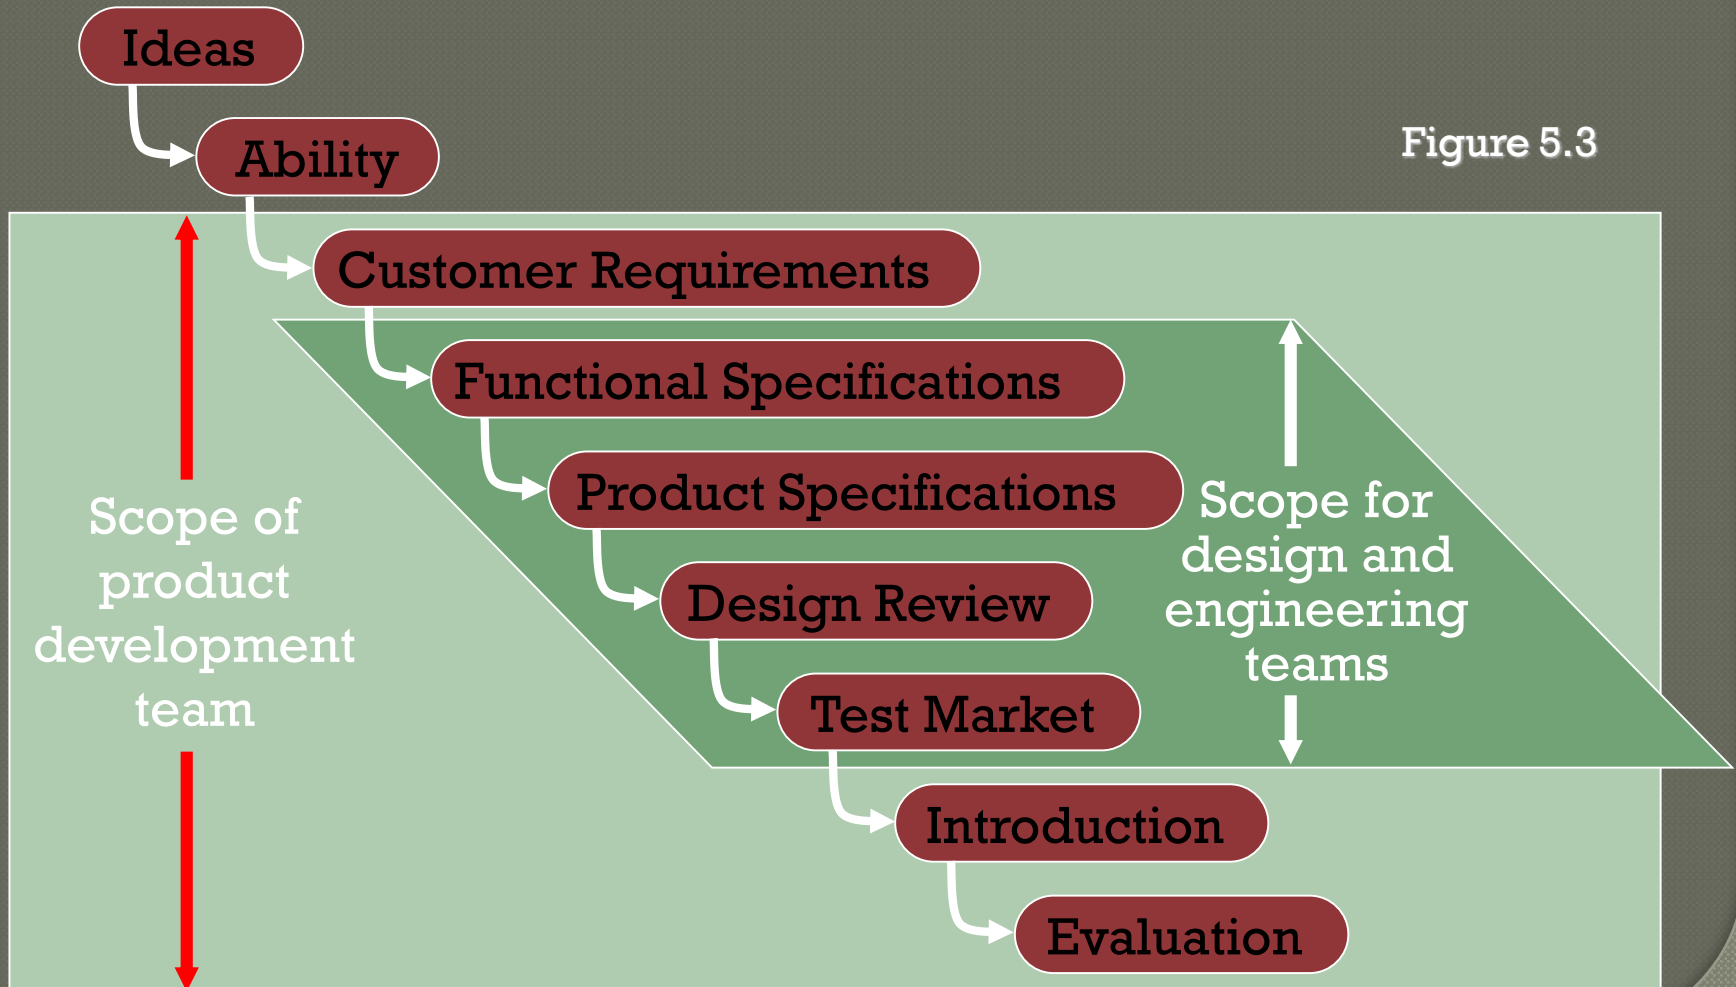 Ideas
Ability
Figure 5.3
Customer Requirements
Functional Specifications
Product Specifications
Design Review
Test Market
Introduction
Evaluation
Scope of
product
development
team
Scope for
design and
engineering
teams